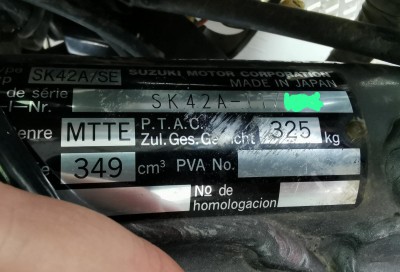 SK42A/SE SUZUKI MOTOR CORPORATION
MADE IN JAPAN
de série
-l-Nr. SK42A-
enre MTTE P.T.A.C. 325 kg
Zul. Ges. Gewicht
e 349 cm³ PVA No.
Nº de
homologacion